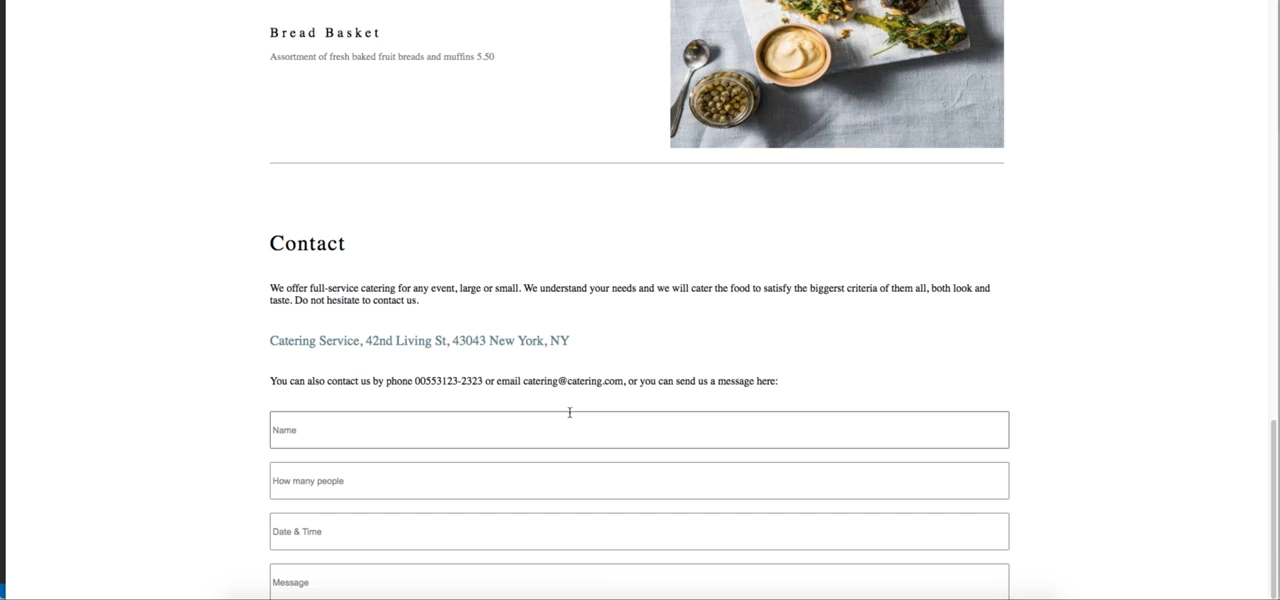 Bread Basket
Assortment of fresh baked fruit breads and muffins 5.50
Contact
We offer full-service catering for any event, large or small. We understand your needs and we will cater the food to satisfy the biggerst criteria of them all, both look and
taste. Do not hesitate to contact us.
Catering Service, 42nd Living St, 43043 New York, NY
You can also contact us by phone 00553123-2323 or email catering@catering.com, or you can send us a message here:
Name
How many people
Date & Time
Message